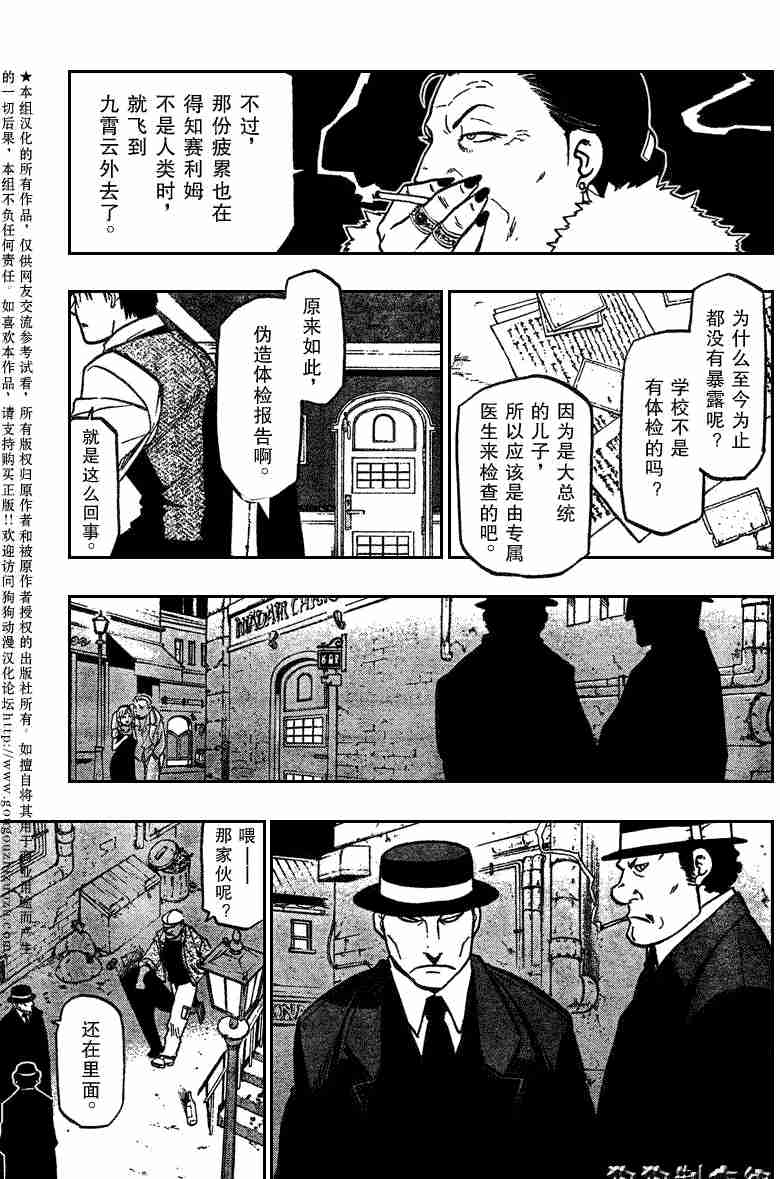 不过，
那份疲累也在
得知赛利姆
不是人类时，
就飞到
九霄云外去了。
为什么至今为止
都没有暴露呢？
学校不是
有体检的吗？
因为是大总统
的儿子，
所以应该是由专属
医生来检查的吧。
原来如此，
伪造体检报告啊。
就是这么回事。
MADAM CHRIS
喂——
那家伙呢？
还在里面。
★本组汉化的所有作品，仅供网友交流参考试看，所有版权归原作者和被原作者授权的出版社所有。如擅自将其用于商业用途而产生
的一切后果，本组不负任何责任。如喜欢本作品，请支持购买正版!!欢迎访问狗狗动漫汉化论坛